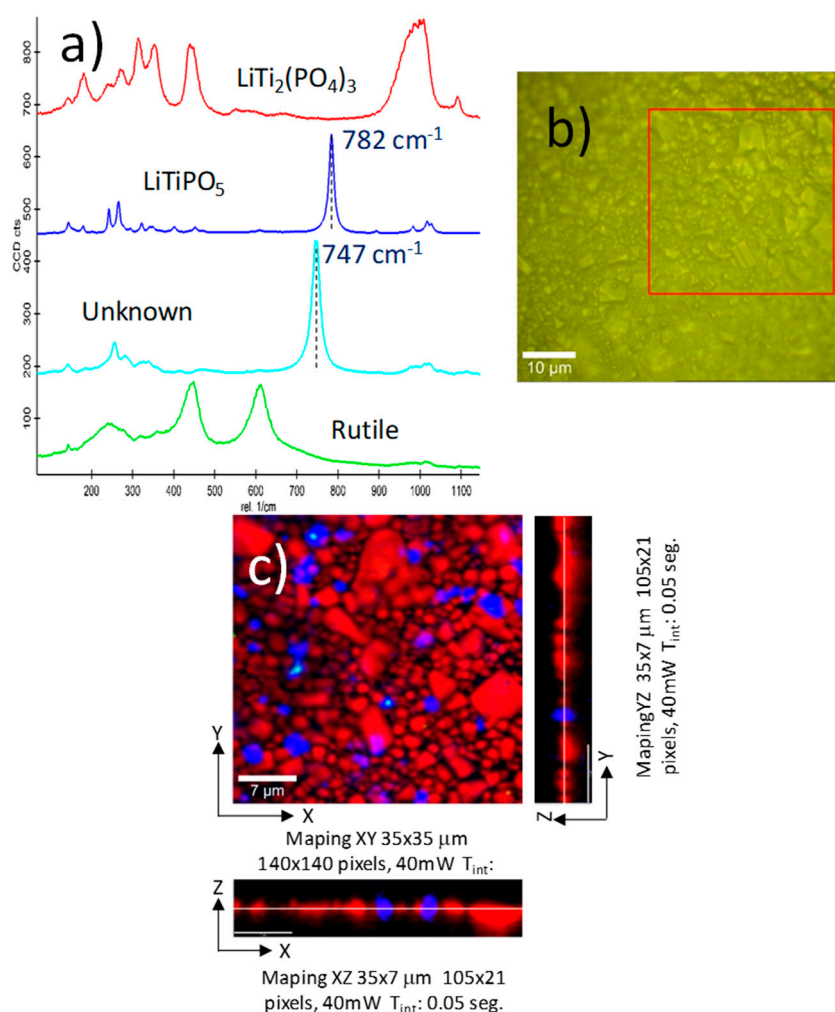 a)
800
700
600
500
400
300
200
100
CCD cts
LiTi₂(PO₄)₃
782 cm⁻¹
LiTiPO₅
747 cm⁻¹
Unknown
Rutile
200 300 400 500 600 700 800 900 1000 1100
rel. 1/cm
b)
10 µm
c)
7 µm
Y
X
Maping XY 35x35 µm
140x140 pixels, 40mW Tint:
Y
Z
MapingYZ 35x7 µm 105x21
pixels, 40mW Tint: 0.05 seg.
Z
X
Maping XZ 35x7 µm 105x21
pixels, 40mW Tint: 0.05 seg.